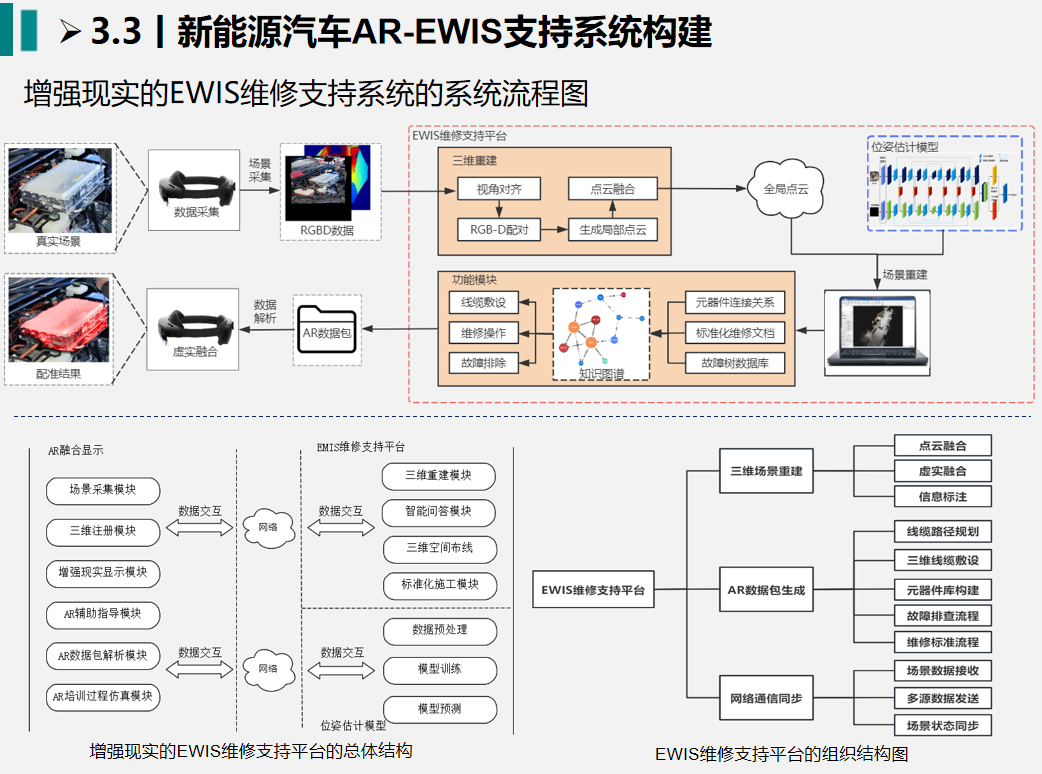 ➢ 3.3丨新能源汽车AR-EWIS支持系统构建
增强现实的EWIS维修支持系统的系统流程图
真实场景
数据采集
场景
采集
RGBD数据
EWIS维修支持平台
三维重建
视角对齐
点云融合
RGB-D配对
生成局部点云
全局点云
位姿估计模型
场景重建
配准结果
虚实融合
数据
解析
AR数据包
功能模块
线缆敷设
维修操作
故障排除
知识图谱
元器件连接关系
标准化维修文档
故障树数据库
AR融合显示
场景采集模块
三维注册模块
增强现实显示模块
AR辅助指导模块
AR数据包解析模块
AR培训过程仿真模块
数据交互
网络
数据交互
数据交互
网络
数据交互
EMIS维修支持平台
三维重建模块
智能问答模块
三维空间布线
标准化施工模块
数据预处理
模型训练
模型预测
位姿估计模型
增强现实的EWIS维修支持平台的总体结构
EWIS维修支持平台
三维场景重建
点云融合
虚实融合
信息标注
AR数据包生成
线缆路径规划
三维线缆敷设
元器件库构建
故障排查流程
维修标准流程
网络通信同步
场景数据接收
多源数据发送
场景状态同步
EWIS维修支持平台的组织结构图